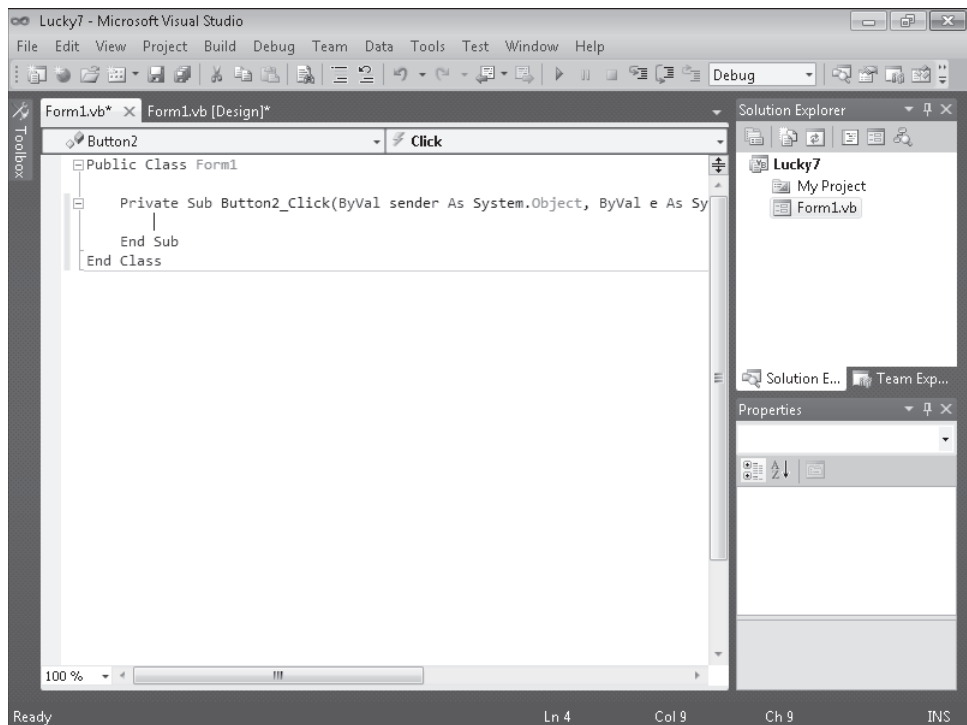 Lucky7 - Microsoft Visual Studio
File Edit View Project Build Debug Team Data Tools Test Window Help
Debug
Toolbox
Form1.vb* Form1.vb [Design]*
Button2 Click
Public Class Form1
Private Sub Button2_Click(ByVal sender As System.Object, ByVal e As Sy
End Sub
End Class
100 %
Solution Explorer
Lucky7
My Project
Form1.vb
Solution E... Team Exp...
Properties
Ready Ln 4 Col 9 Ch 9 INS